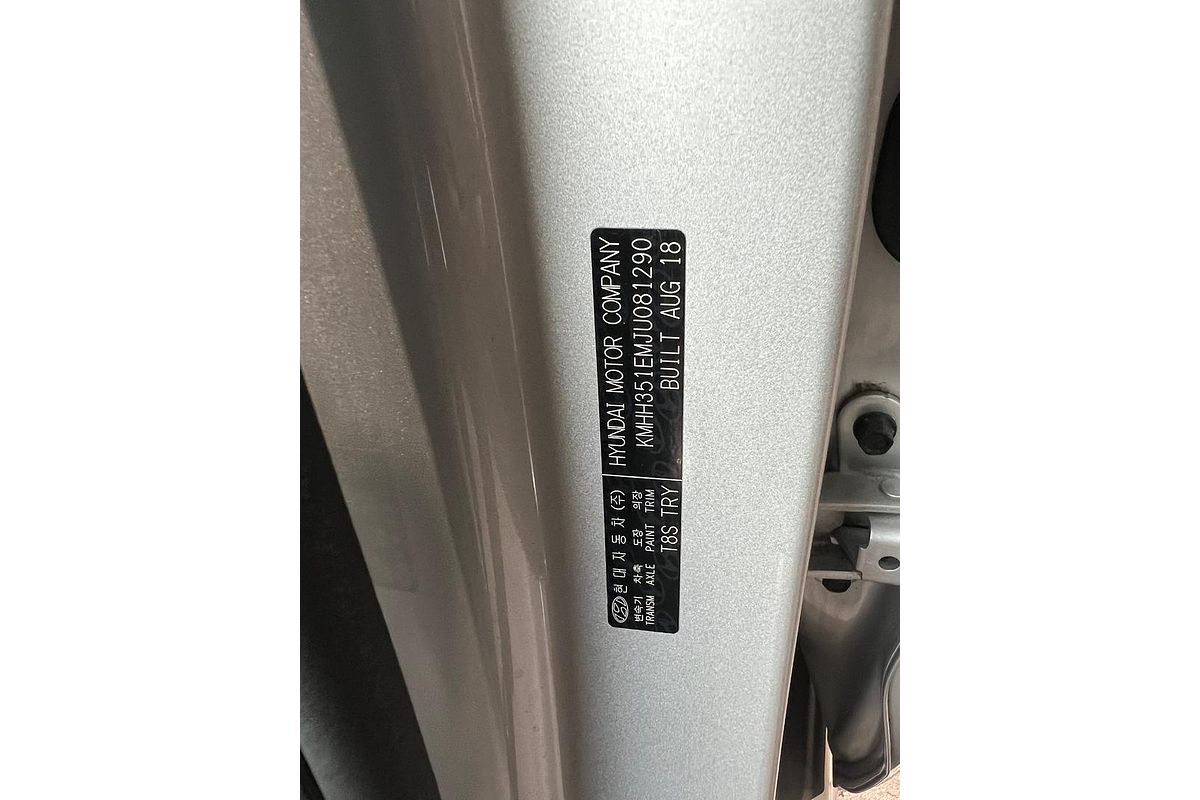 현대자동차(주) HYUNDAI MOTOR COMPANY
변속기 차축 도장 의장 KMHH351EMJU081290
TRANSM AXLE PAINT TRIM BUILT AUG 18
T8S TRY